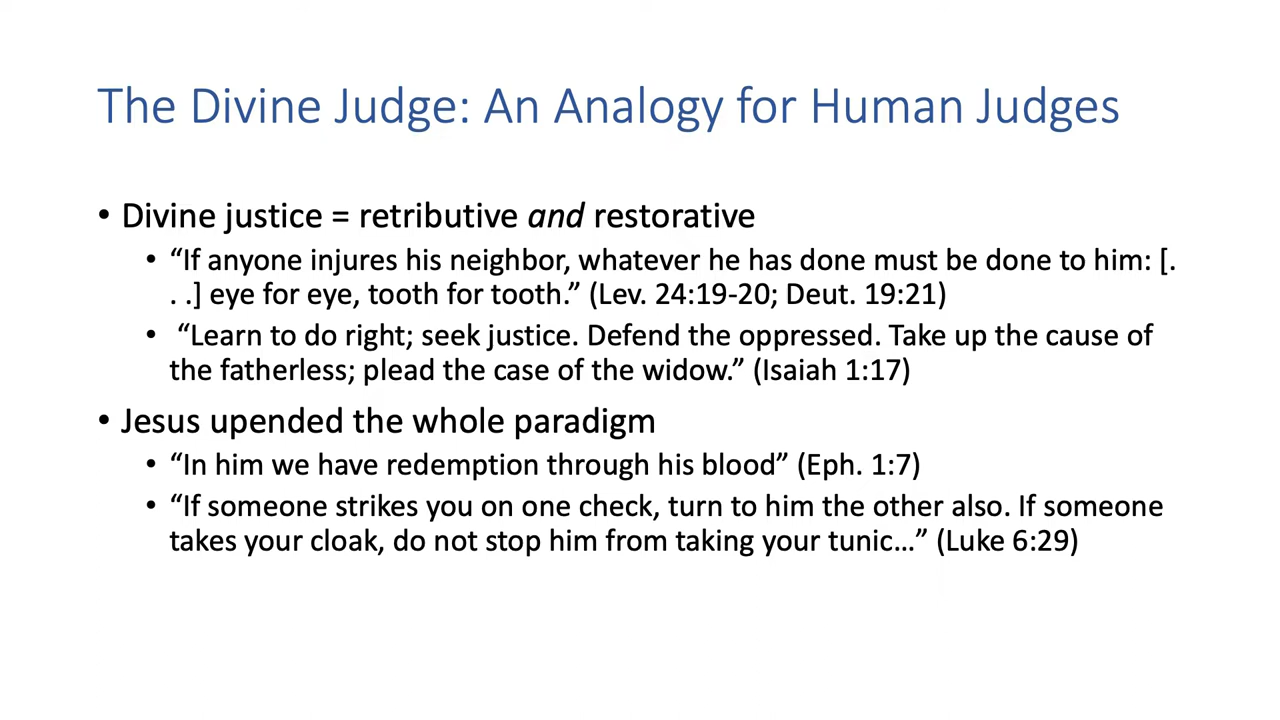 The Divine Judge: An Analogy for Human Judges
• Divine justice = retributive and restorative
• “If anyone injures his neighbor, whatever he has done must be done to him: [.
. .] eye for eye, tooth for tooth.” (Lev. 24:19-20; Deut. 19:21)
• “Learn to do right; seek justice. Defend the oppressed. Take up the cause of
the fatherless; plead the case of the widow.” (Isaiah 1:17)
• Jesus upended the whole paradigm
• “In him we have redemption through his blood” (Eph. 1:7)
• “If someone strikes you on one check, turn to him the other also. If someone
takes your cloak, do not stop him from taking your tunic…” (Luke 6:29)